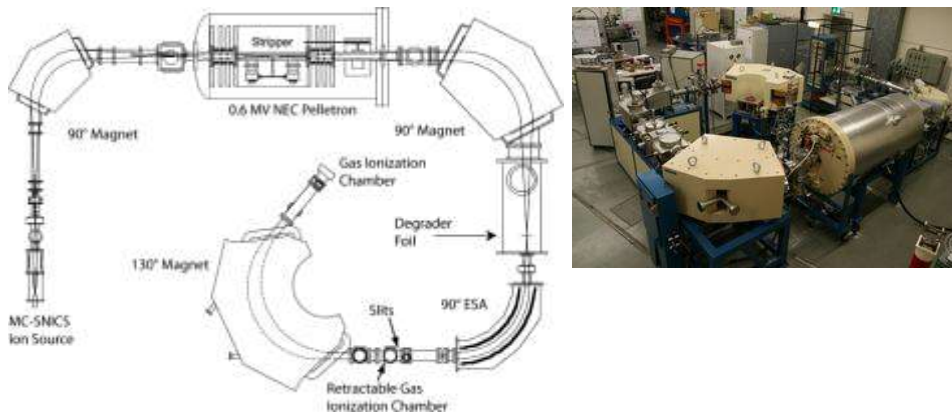 Stripper
0.6 MV NEC Pelletron
90° Magnet
90° Magnet
Gas Ionization
Chamber
Degrader
Foil
130° Magnet
90° ESA
Slits
MC-SNICS
Ion Source
Retractable Gas
Ionization Chamber